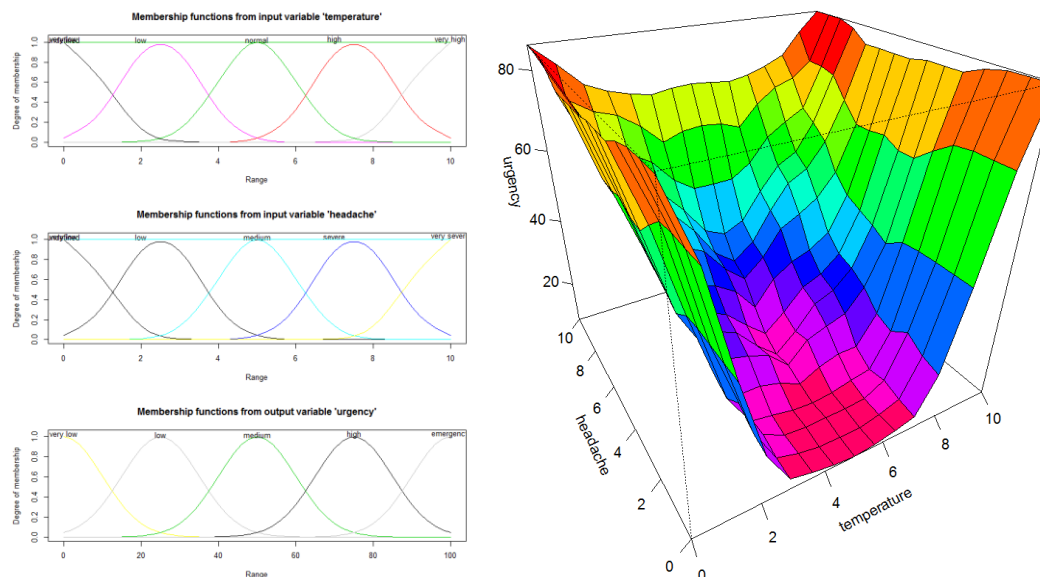 Membership functions from input variable 'temperature'
low
normal
high
very high
Degree of membership
1.0
0.8
0.6
0.4
0.2
0.0
0
2
4
6
8
10
Range
Membership functions from input variable 'headache'
low
medium
severe
very sever
Degree of membership
1.0
0.8
0.6
0.4
0.2
0.0
0
2
4
6
8
10
Range
Membership functions from output variable 'urgency'
very low
low
medium
high
emergenc
Degree of membership
1.0
0.8
0.6
0.4
0.2
0.0
0
20
40
60
80
100
Range
80
60
40
20
urgency
10
8
6
4
2
0
headache
0
2
4
6
8
10
temperature